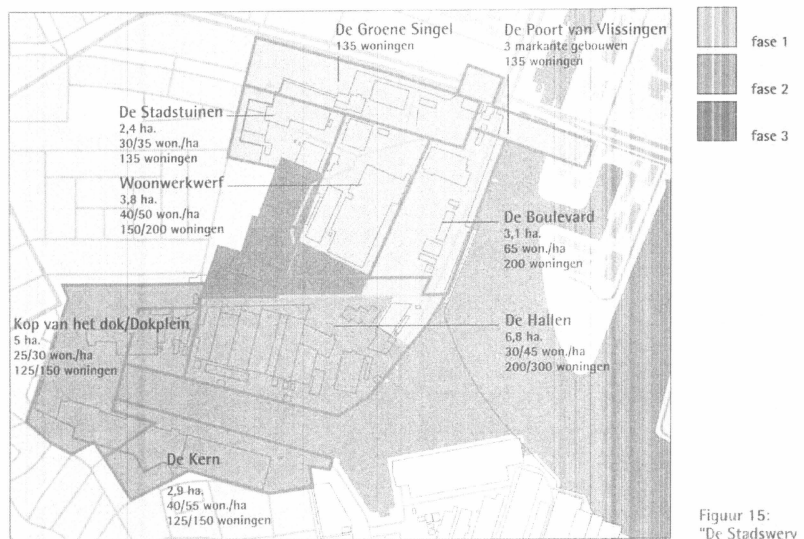 De Groene Singel
135 woningen
De Poort van Vlissingen
3 markante gebouwen
135 woningen
fase 1
fase 2
fase 3
De Stadstuinen
2,4 ha.
30/35 won./ha
135 woningen
Woonwerkwerf
3,8 ha.
40/50 won./ha
150/200 woningen
De Boulevard
3,1 ha.
65 won./ha
200 woningen
Kop van het dok/Dokplein
5 ha.
25/30 won./ha
125/150 woningen
De Hallen
6,8 ha.
30/45 won./ha
200/300 woningen
De Kern
2,9 ha.
40/55 won./ha
125/150 woningen
Figuur 15:
"De Stadswerv